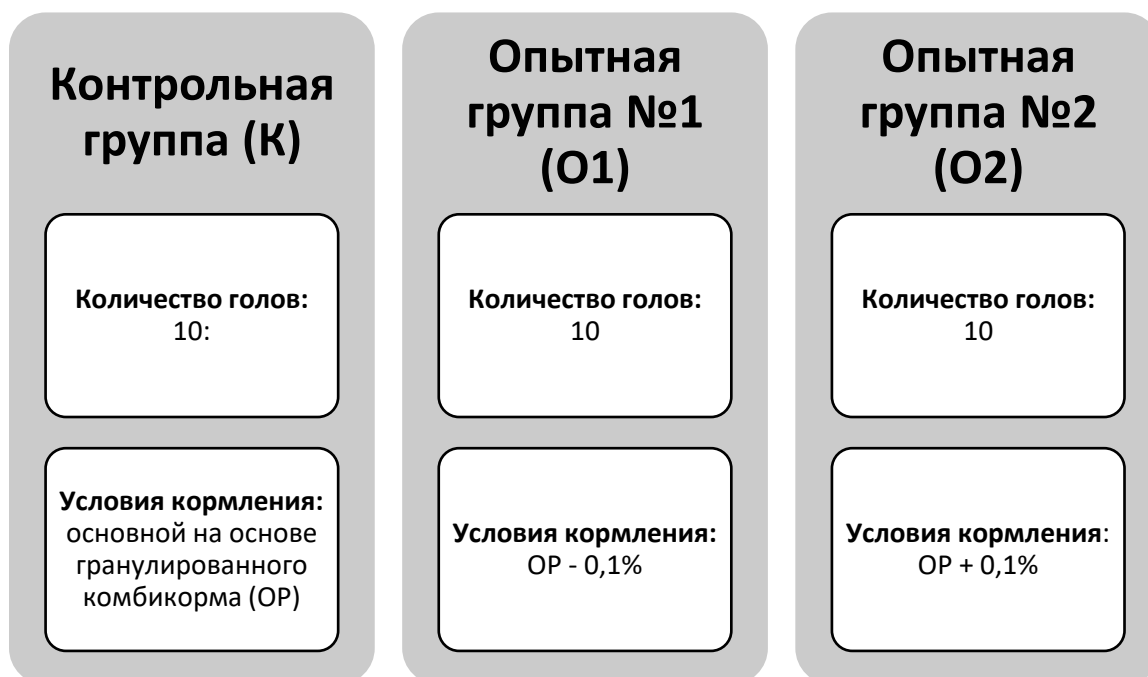 Контрольная
группа (К)
Количество голов:
10:
Условия кормления:
основной на основе
гранулированного
комбикорма (ОР)
Опытная
группа №1
(О1)
Количество голов:
10
Условия кормления:
ОР - 0,1%
Опытная
группа №2
(О2)
Количество голов:
10
Условия кормления:
ОР + 0,1%